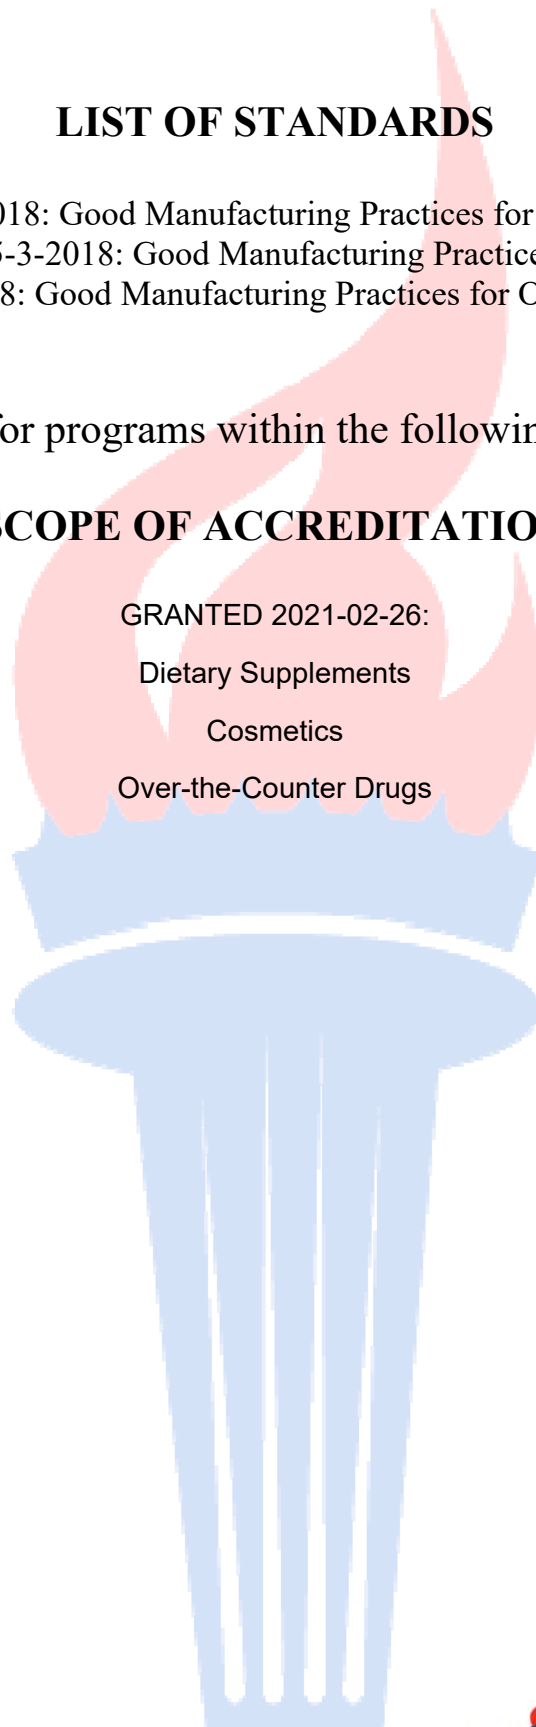 LIST OF STANDARDS
018: Good Manufacturing Practices for
5-3-2018: Good Manufacturing Practice
8: Good Manufacturing Practices for O
for programs within the followin
SCOPE OF ACCREDITATIO
GRANTED 2021-02-26:
Dietary Supplements
Cosmetics
Over-the-Counter Drugs